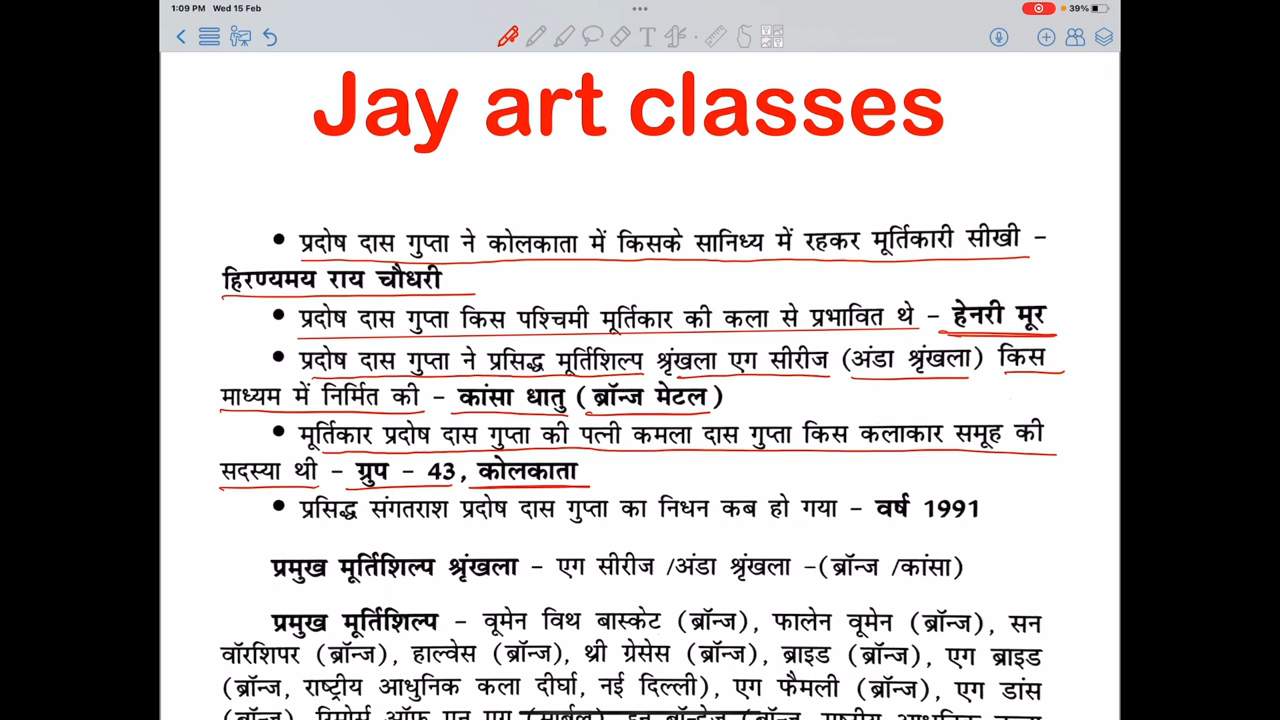 1:09 PM Wed 15 Feb
39%
Jay art classes
• प्रदोष दास गुप्ता ने कोलकाता में किसके सानिध्य में रहकर मूर्तिकारी सीखी –
हिरण्यमय राय चौधरी
• प्रदोष दास गुप्ता किस पश्चिमी मूर्तिकार की कला से प्रभावित थे – हेनरी मूर
• प्रदोष दास गुप्ता ने प्रसिद्ध मूर्तिशिल्प श्रृंखला एग सीरीज (अंडा श्रृंखला) किस
माध्यम में निर्मित की – कांसा धातु (ब्रॉन्ज मेटल)
• मूर्तिकार प्रदोष दास गुप्ता की पत्नी कमला दास गुप्ता किस कलाकार समूह की
सदस्या थी – ग्रुप – 43, कोलकाता
• प्रसिद्ध संगतराश प्रदोष दास गुप्ता का निधन कब हो गया – वर्ष 1991
प्रमुख मूर्तिशिल्प श्रृंखला – एग सीरीज /अंडा श्रृंखला –(ब्रॉन्ज /कांसा)
प्रमुख मूर्तिशिल्प – वूमेन विथ बास्केट (ब्रॉन्ज), फालेन वूमेन (ब्रॉन्ज), सन
वॉरशिपर (ब्रॉन्ज), हाल्वेस (ब्रॉन्ज), थ्री ग्रेसेस (ब्रॉन्ज), ब्राइड (ब्रॉन्ज), एग ब्राइड
(ब्रॉन्ज, राष्ट्रीय आधुनिक कला दीर्घा, नई दिल्ली), एग फैमली (ब्रॉन्ज), एग डांस